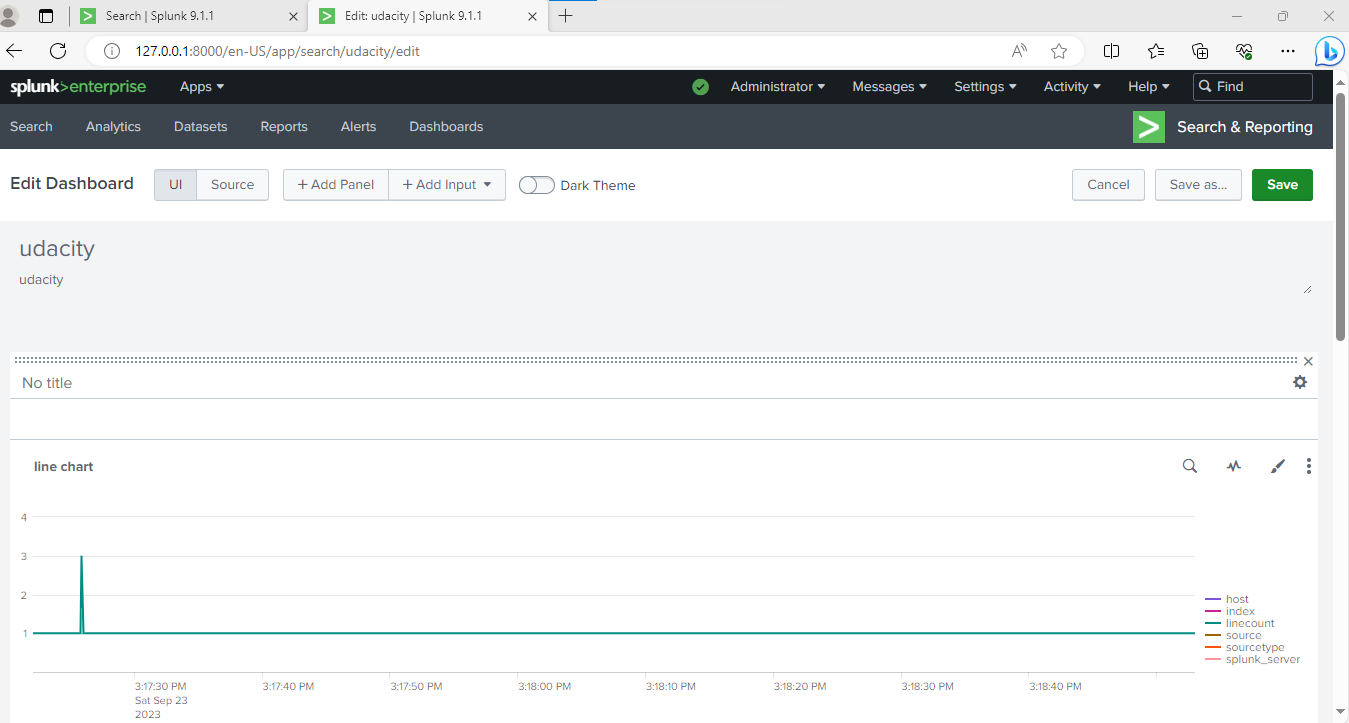 Search | Splunk 9.1.1
Edit: udacity | Splunk 9.1.1
127.0.0.1:8000/en-US/app/search/udacity/edit
splunk>enterprise Apps Administrator Messages Settings Activity Help Find
Search Analytics Datasets Reports Alerts Dashboards Search & Reporting
Edit Dashboard UI Source + Add Panel + Add Input Dark Theme Cancel Save as... Save
udacity
udacity
No title
line chart
4
3
2
1
host
index
linecount
source
sourcetype
splunk_server
3:17:30 PM 3:17:40 PM 3:17:50 PM 3:18:00 PM 3:18:10 PM 3:18:20 PM 3:18:30 PM 3:18:40 PM
Sat Sep 23
2023